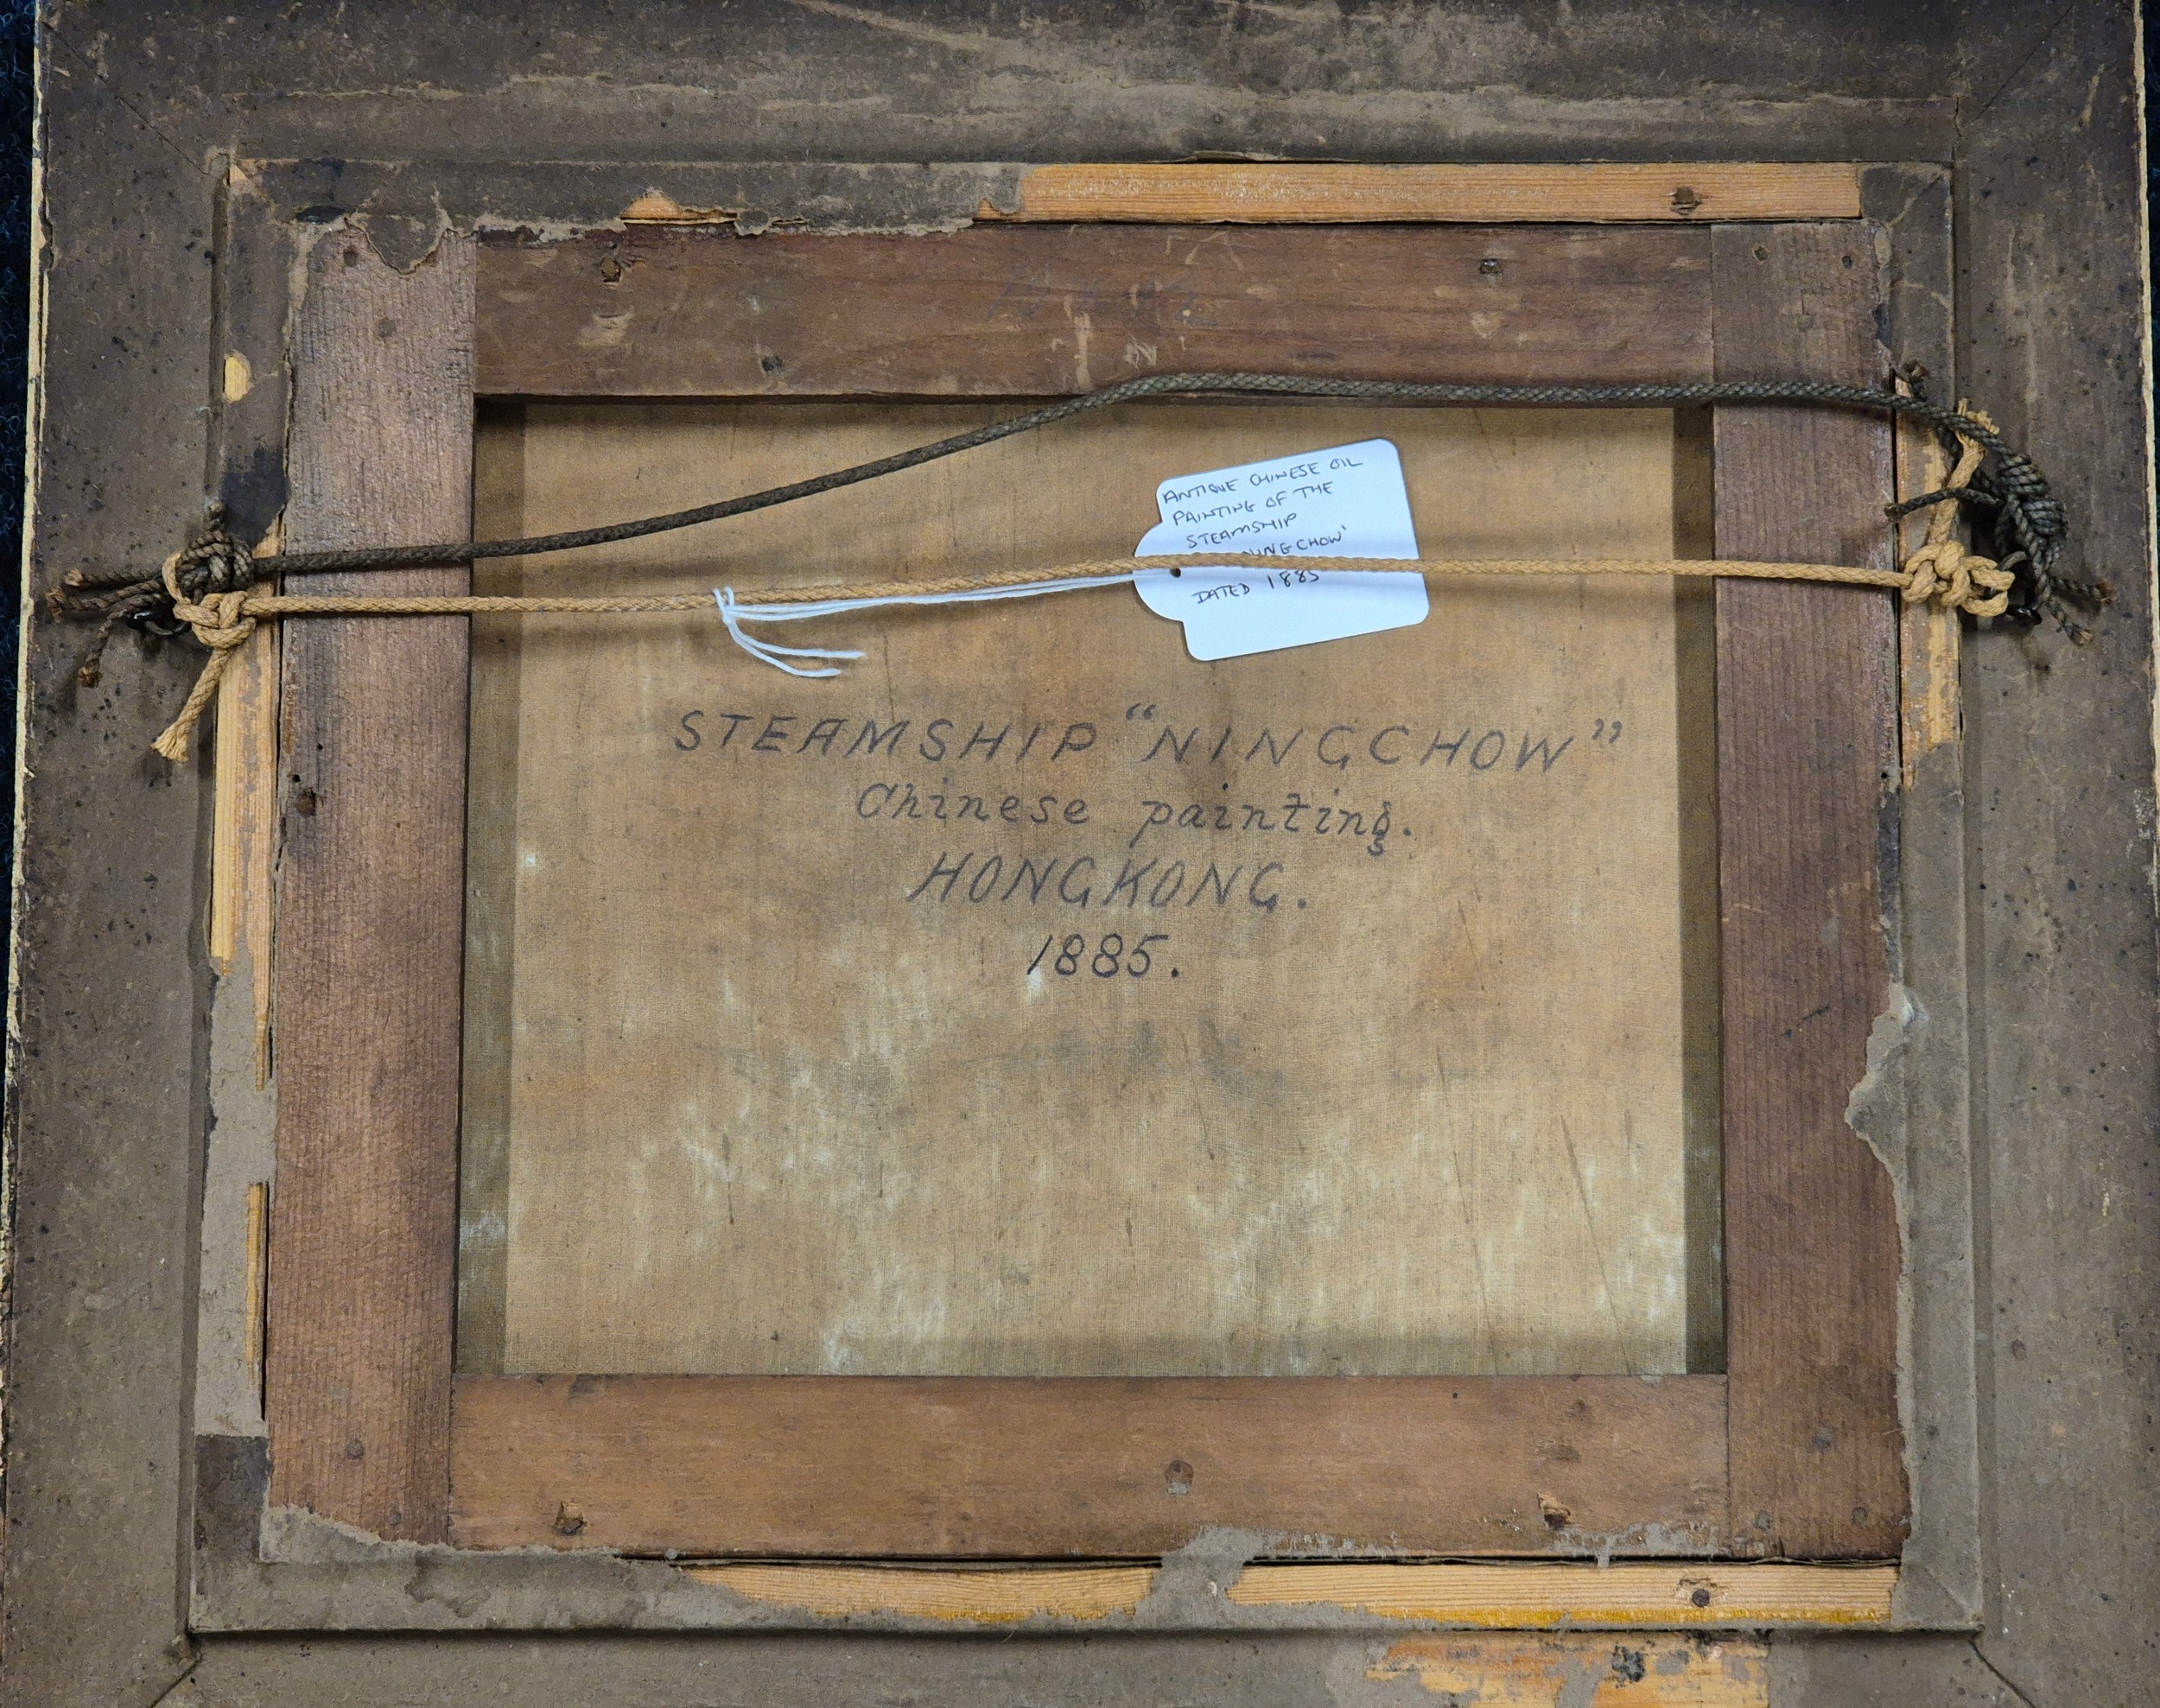 ANTIQUE CHINESE OIL
PAINTING OF THE
STEAMSHIP
DATED 1885
STEAMSHIP “NINGCHOW”
Chinese painting.
HONGKONG.
1885.